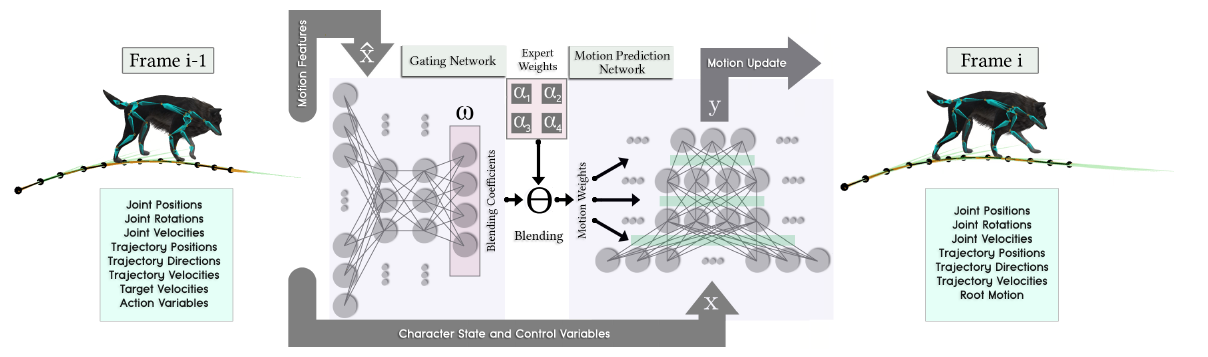 Frame i-1
Joint Positions
Joint Rotations
Joint Velocities
Trajectory Positions
Trajectory Directions
Trajectory Velocities
Target Velocities
Action Variables
Motion Features
x̂
Gating Network
ω
Blending Coefficients
Expert
Weights
α1 α2
α3 α4
Θ
Blending
Motion Prediction
Network
Motion Weights
Motion Update
y
x
Character State and Control Variables
Frame i
Joint Positions
Joint Rotations
Joint Velocities
Trajectory Positions
Trajectory Directions
Trajectory Velocities
Root Motion